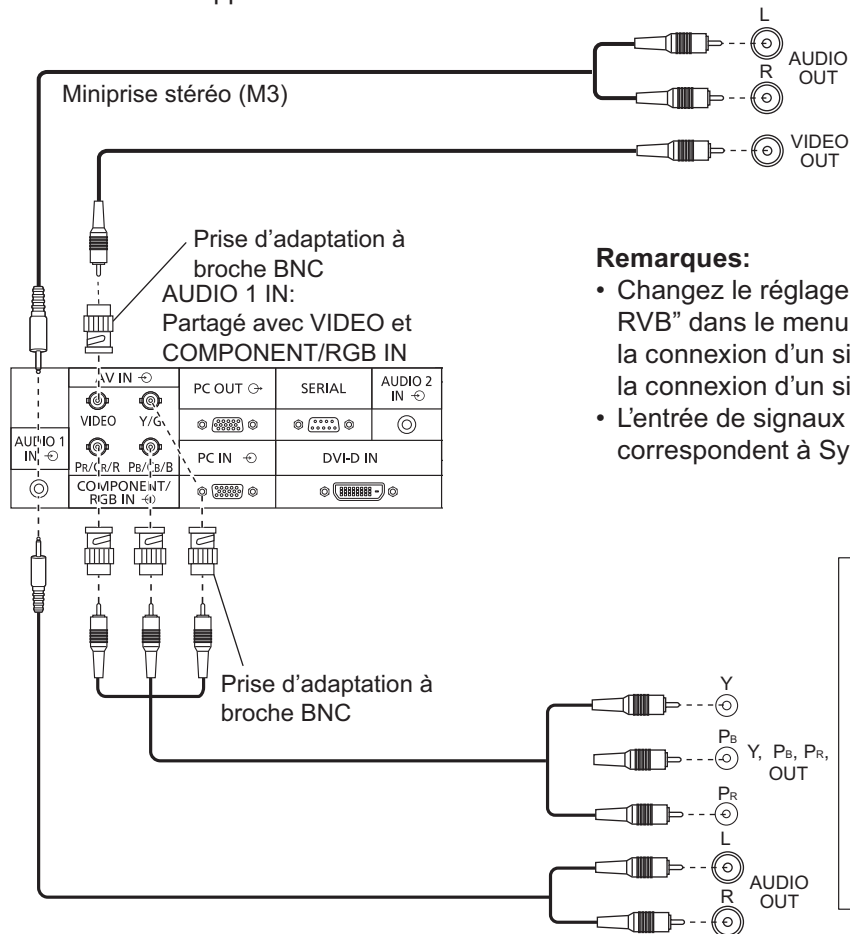 L
AUDIO
OUT
R
Miniprise stéréo (M3)
VIDEO
OUT
Prise d’adaptation à
broche BNC
AUDIO 1 IN:
Partagé avec VIDEO et
COMPONENT/RGB IN
Remarques:
• Changez le réglage
RVB” dans le menu
la connexion d’un si
la connexion d’un si
• L’entrée de signaux
correspondent à Sy
AV IN
PC OUT
SERIAL
AUDIO 2
IN
VIDEO
Y/G
AUDIO 1
IN
PR/CR/R
PB/CB/B
PC IN
DVI-D IN
COMPONENT/
RGB IN
Prise d’adaptation à
broche BNC
Y
PB
Y, PB, PR,
OUT
PR
L
AUDIO
OUT
R